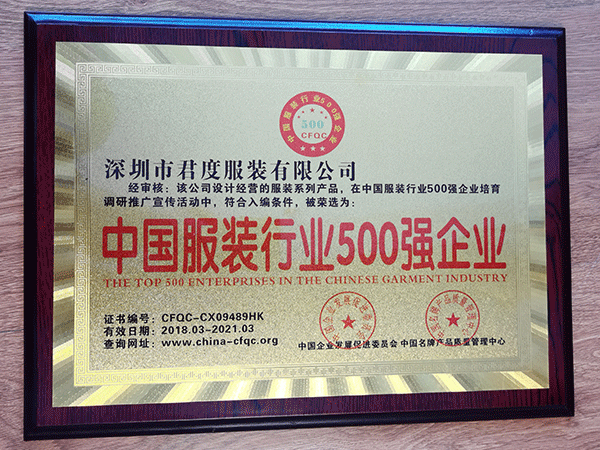 中国服装行业500强企业
500
CFQC
深圳市君度服装有限公司
经审核：该公司设计经营的服装系列产品，在中国服装行业500强企业培育
调研推广宣传活动中，符合入编条件，被荣选为：
中国服装行业500强企业
THE TOP 500 ENTERPRISES IN THE CHINESE GARMENT INDUSTRY
证书编号：CFQC-CX09489HK
有效日期：2018.03-2021.03
查询网址：www.china-cfqc.org
中国企业发展促进委员会 中国名牌产品质量管理中心